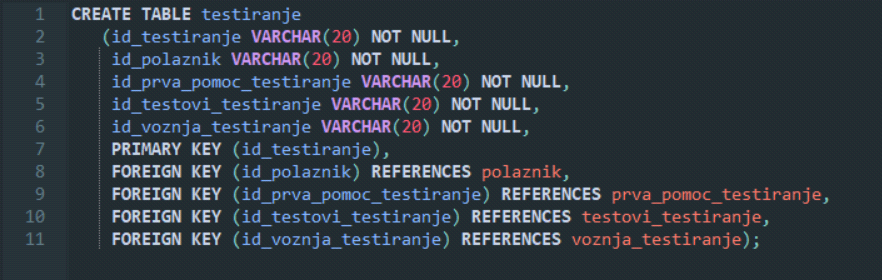 1 CREATE TABLE testiranje
2 (id_testiranje VARCHAR(20) NOT NULL,
3 id_polaznik VARCHAR(20) NOT NULL,
4 id_prva_pomoc_testiranje VARCHAR(20) NOT NULL,
5 id_testovi_testiranje VARCHAR(20) NOT NULL,
6 id_voznja_testiranje VARCHAR(20) NOT NULL,
7 PRIMARY KEY (id_testiranje),
8 FOREIGN KEY (id_polaznik) REFERENCES polaznik,
9 FOREIGN KEY (id_prva_pomoc_testiranje) REFERENCES prva_pomoc_testiranje,
10 FOREIGN KEY (id_testovi_testiranje) REFERENCES testovi_testiranje,
11 FOREIGN KEY (id_voznja_testiranje) REFERENCES voznja_testiranje);